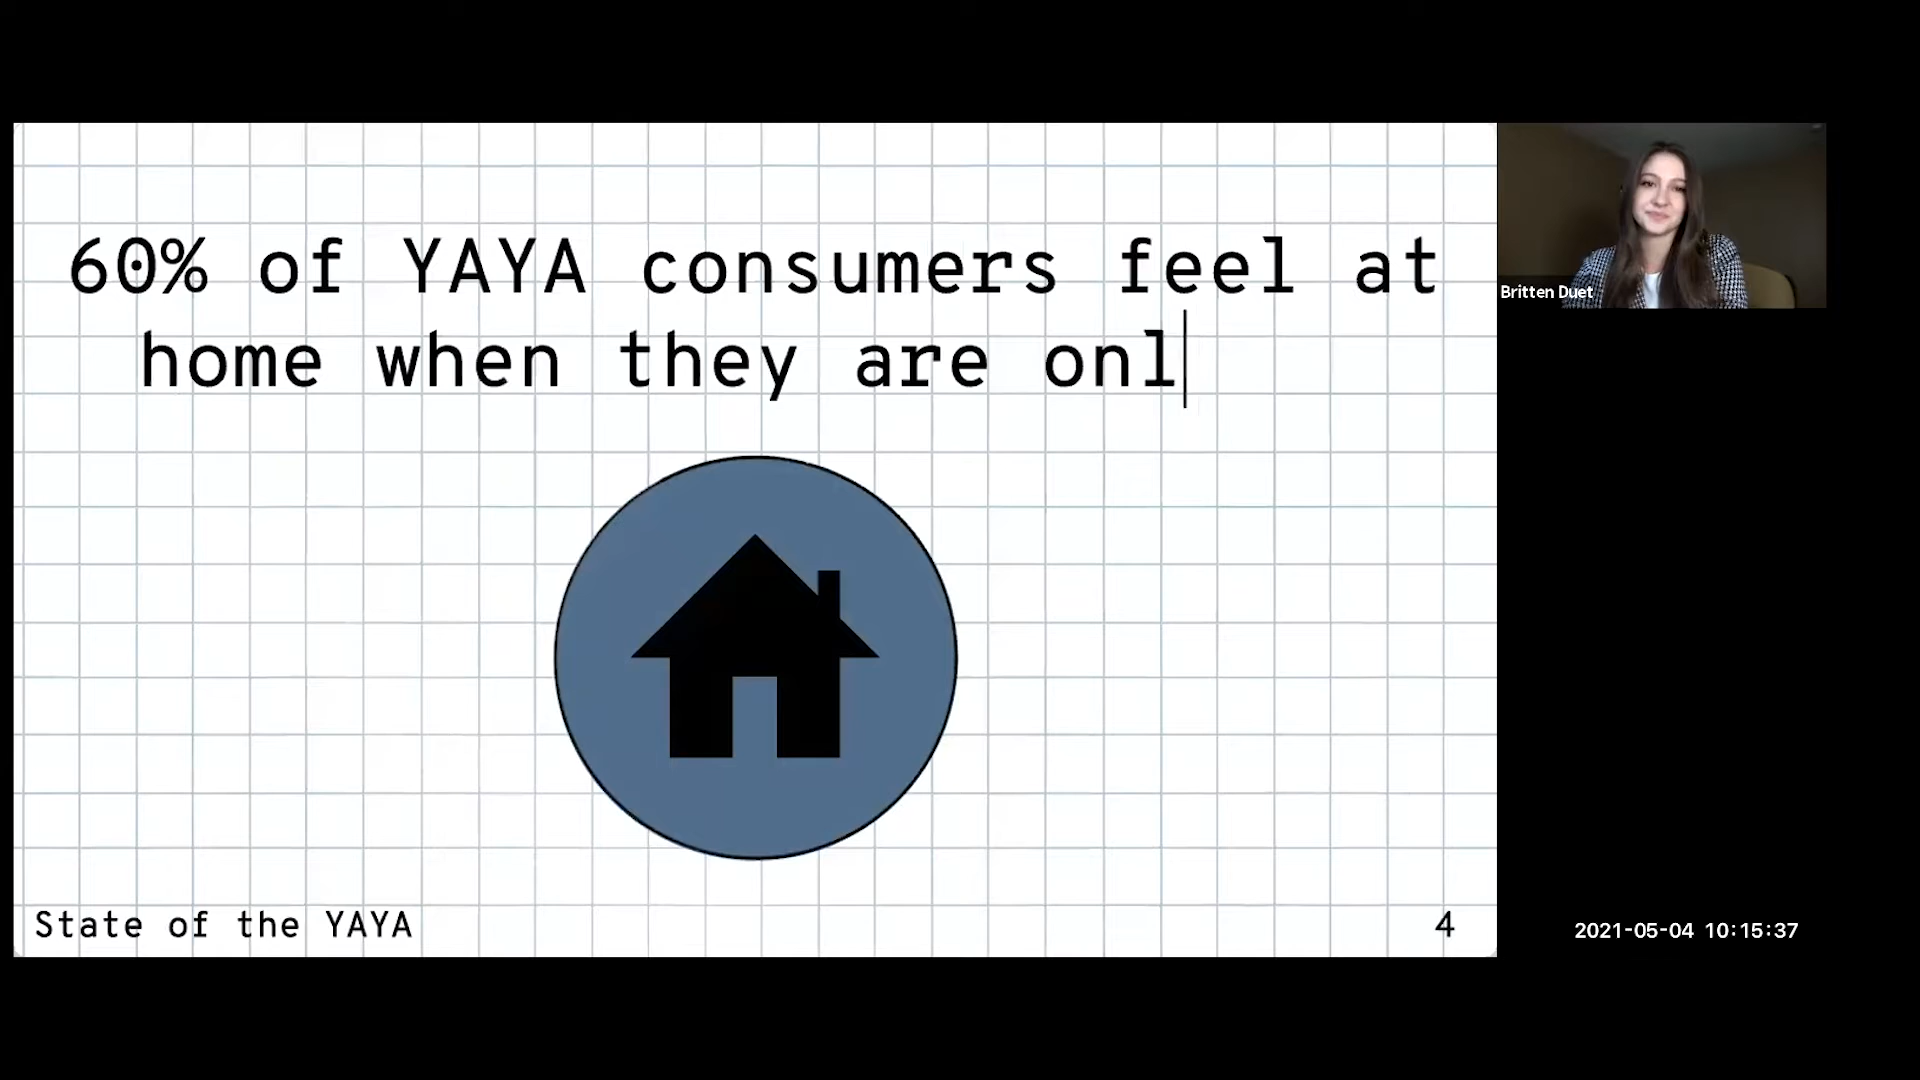 60% of YAYA consumers feel at
home when they are onl
Britten Duet
State of the YAYA
4
2021-05-04 10:15:37